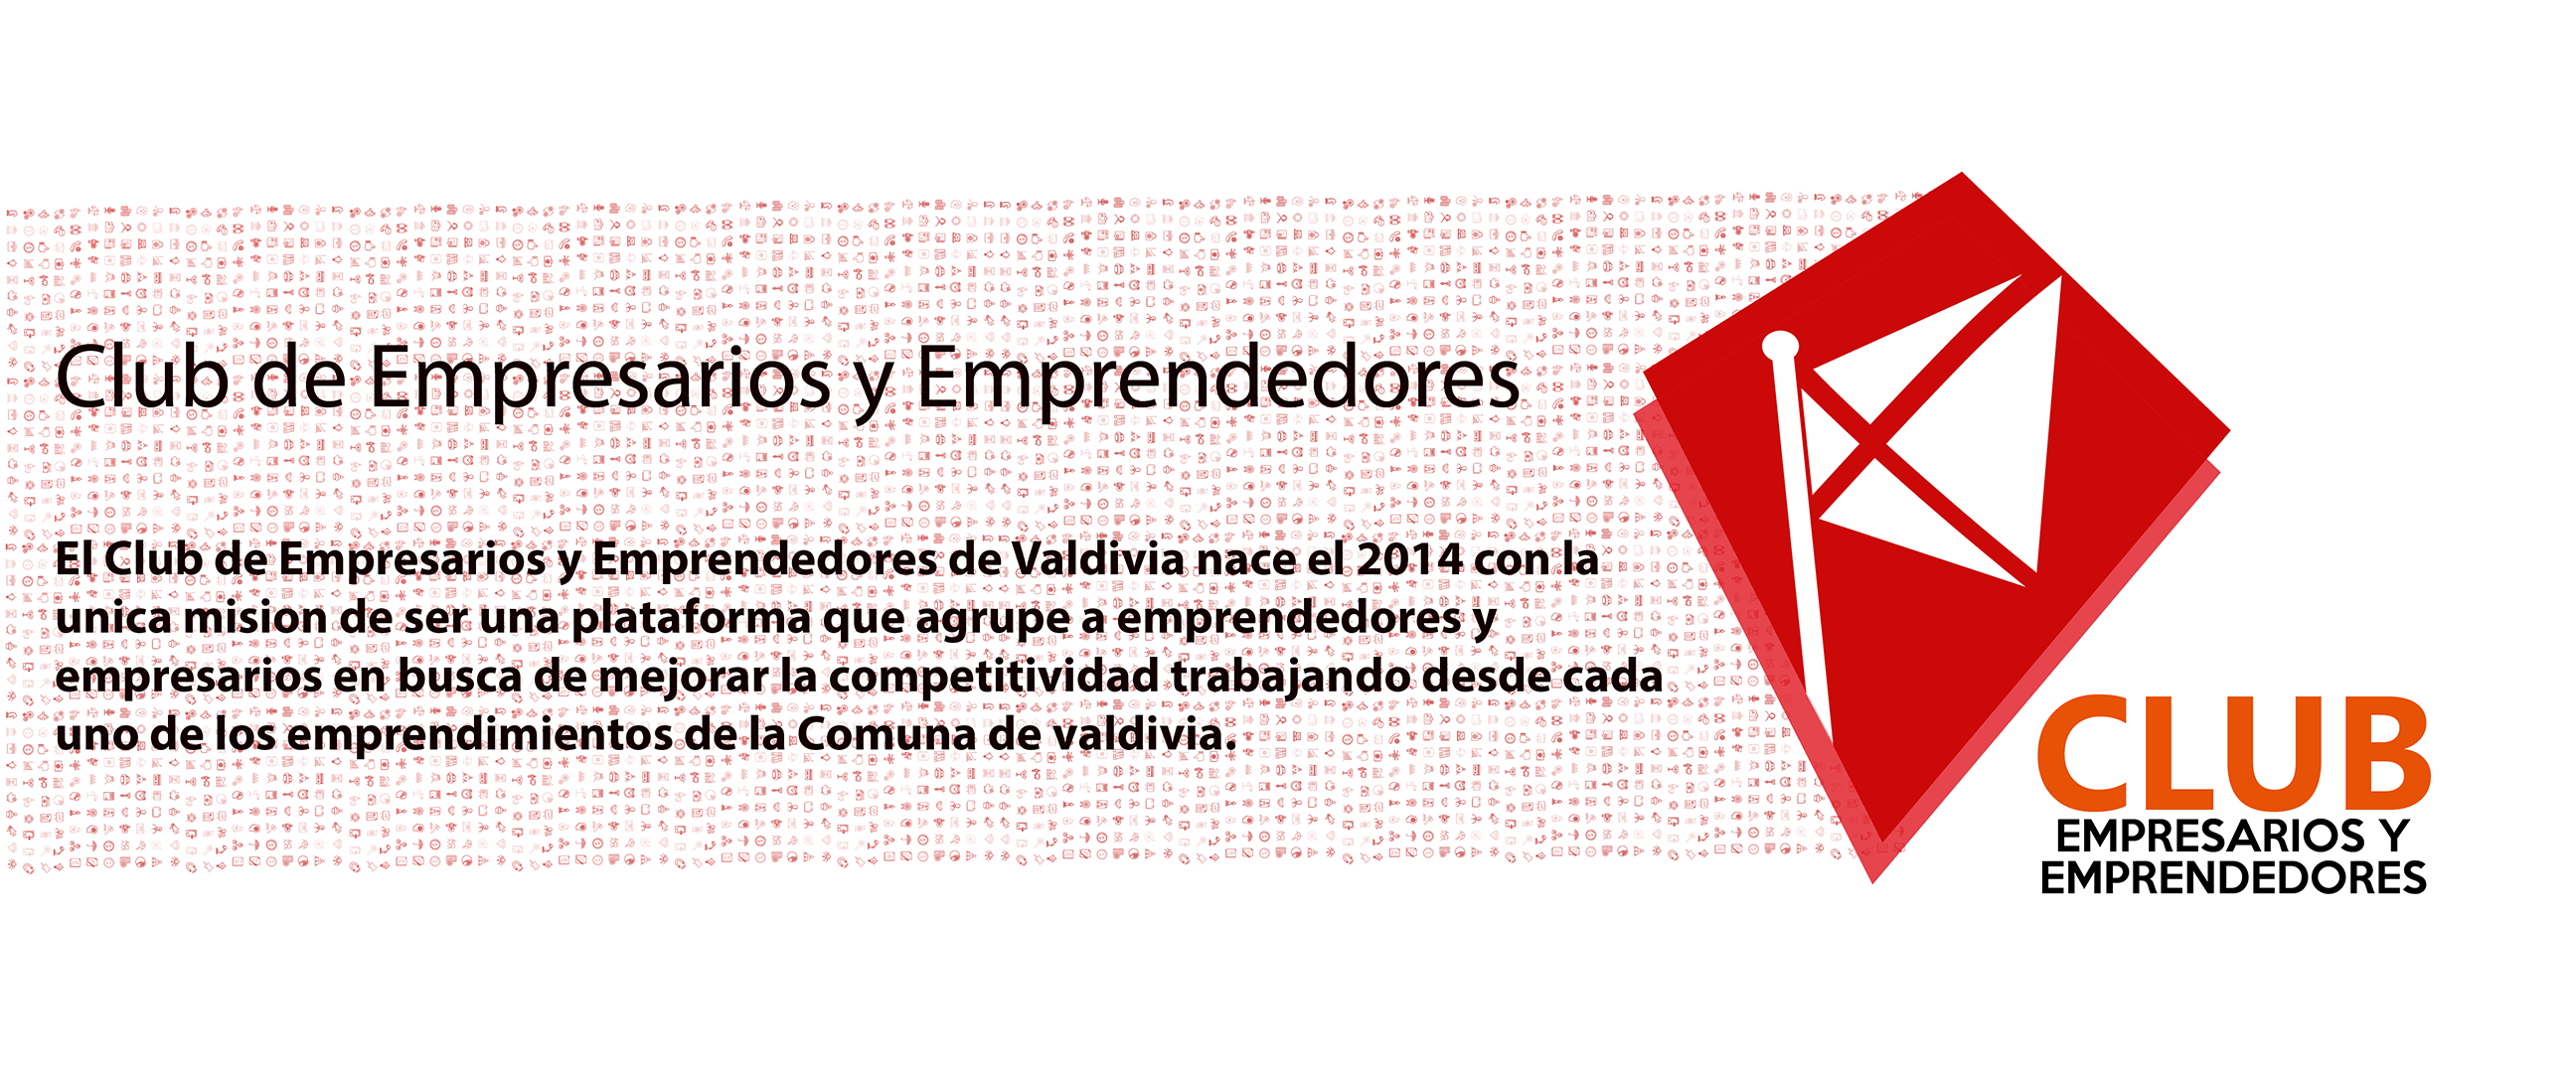 Club de Empresarios y Emprendedores
El Club de Empresarios y Emprendedores de Valdivia nace el 2014 con la
unica mision de ser una plataforma que agrupe a emprendedores y
empresarios en busca de mejorar la competitividad trabajando desde cada
uno de los emprendimientos de la Comuna de valdivia.
CLUB
EMPRESARIOS Y
EMPRENDEDORES